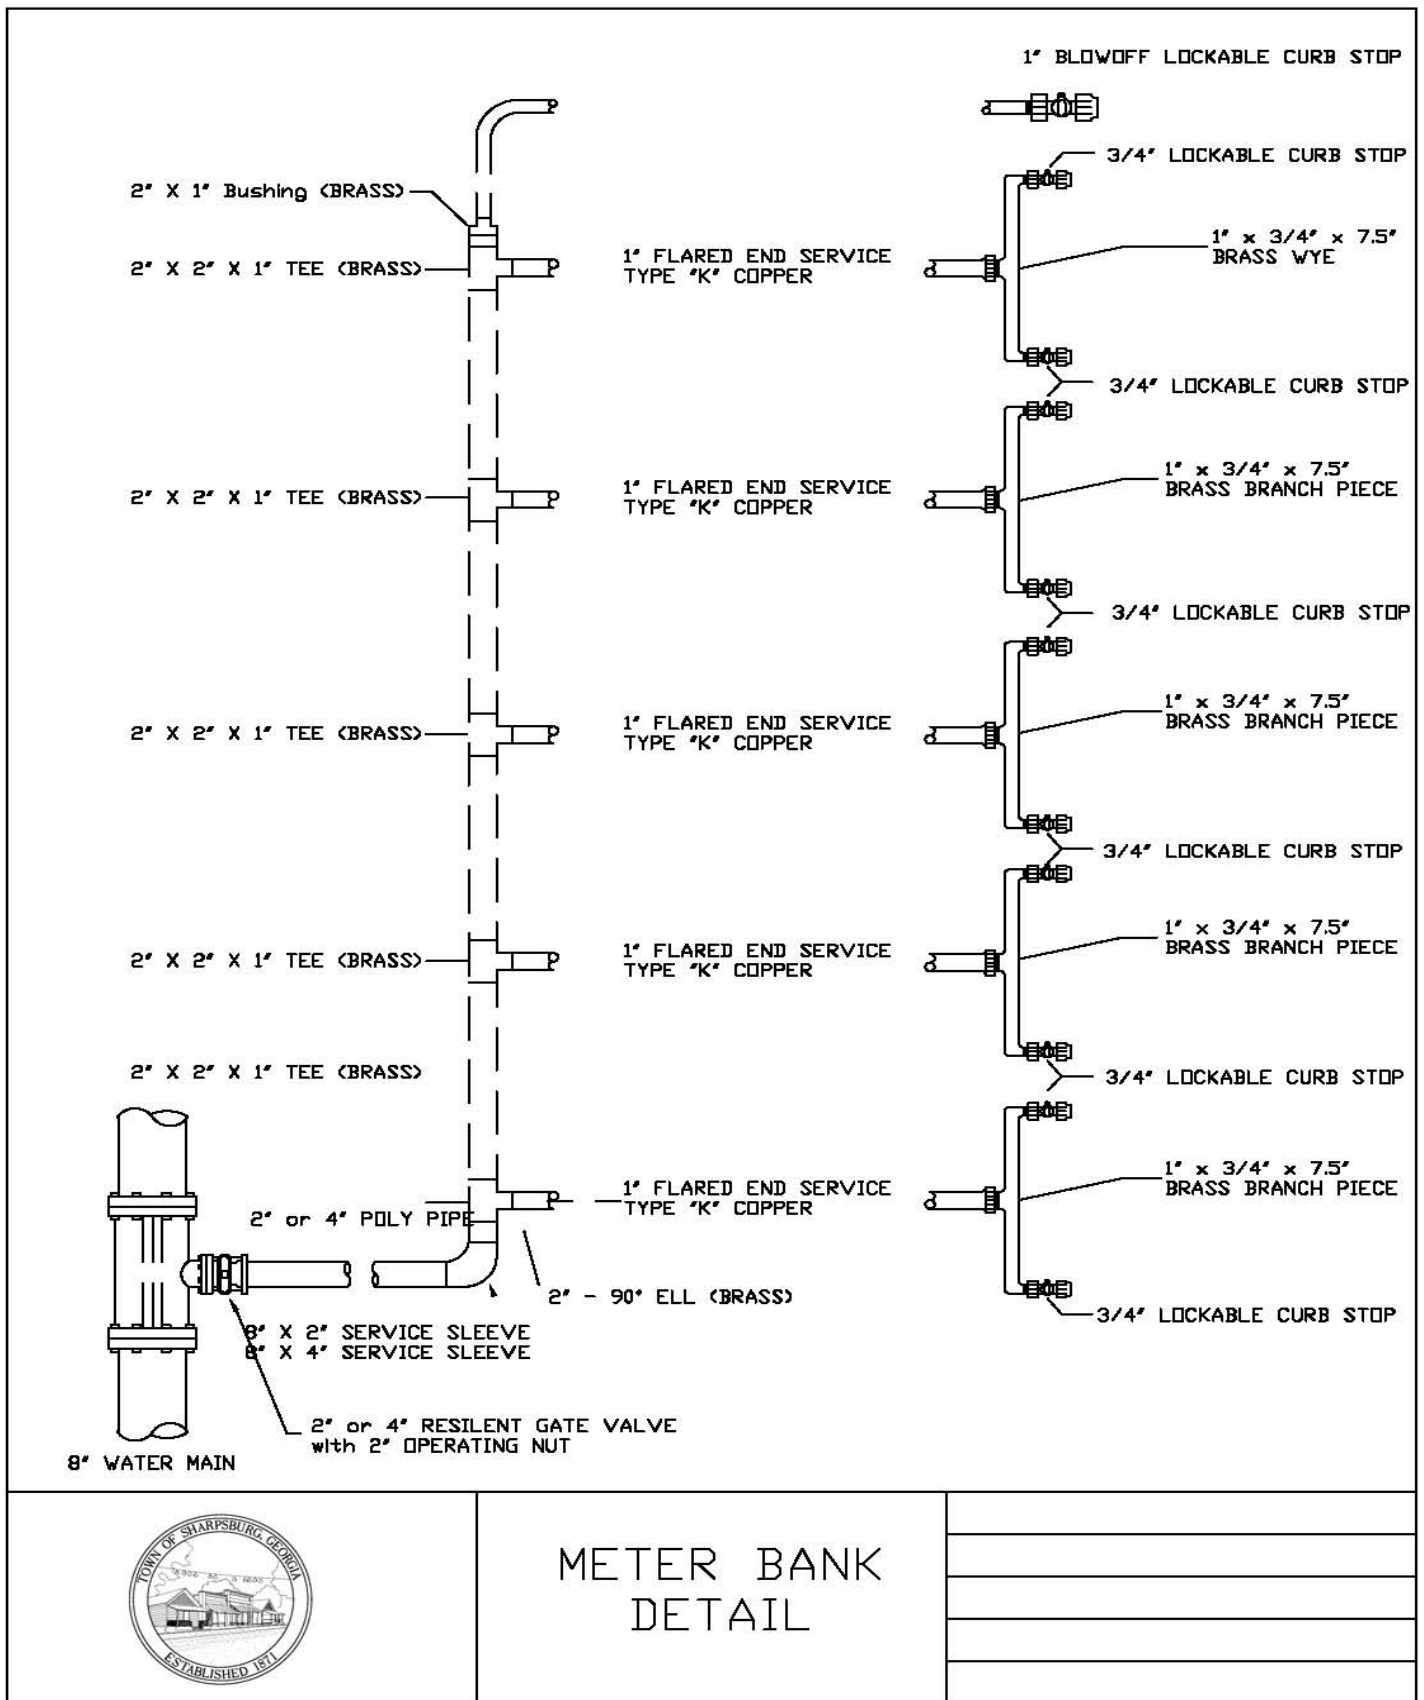 1" BLOWOFF LOCKABLE CURB STOP
3/4" LOCKABLE CURB STOP
2" X 1" Bushing (BRASS)
2" X 2" X 1" TEE (BRASS)
1" FLARED END SERVICE
TYPE "K" COPPER
1" x 3/4" x 7.5"
BRASS WYE
3/4" LOCKABLE CURB STOP
2" X 2" X 1" TEE (BRASS)
1" FLARED END SERVICE
TYPE "K" COPPER
1" x 3/4" x 7.5"
BRASS BRANCH PIECE
3/4" LOCKABLE CURB STOP
2" X 2" X 1" TEE (BRASS)
1" FLARED END SERVICE
TYPE "K" COPPER
1" x 3/4" x 7.5"
BRASS BRANCH PIECE
3/4" LOCKABLE CURB STOP
2" X 2" X 1" TEE (BRASS)
1" FLARED END SERVICE
TYPE "K" COPPER
1" x 3/4" x 7.5"
BRASS BRANCH PIECE
2" X 2" X 1" TEE (BRASS)
3/4" LOCKABLE CURB STOP
2" or 4" POLY PIPE
1" FLARED END SERVICE
TYPE "K" COPPER
1" x 3/4" x 7.5"
BRASS BRANCH PIECE
2" - 90° ELL (BRASS)
3/4" LOCKABLE CURB STOP
8" X 2" SERVICE SLEEVE
8" X 4" SERVICE SLEEVE
2" or 4" RESILENT GATE VALVE
with 2" OPERATING NUT
8" WATER MAIN
TOWN OF SHARPSBURG, GEORGIA
ESTABLISHED 1871
METER BANK
DETAIL